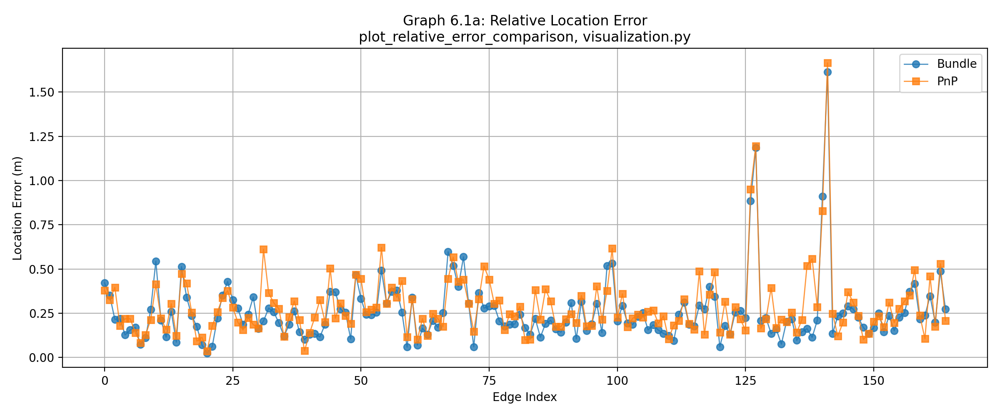 Graph 6.1a: Relative Location Error
plot_relative_error_comparison, visualization.py
Bundle
PnP
Location Error (m)
1.50
1.25
1.00
0.75
0.50
0.25
0.00
0 25 50 75 100 125 150
Edge Index